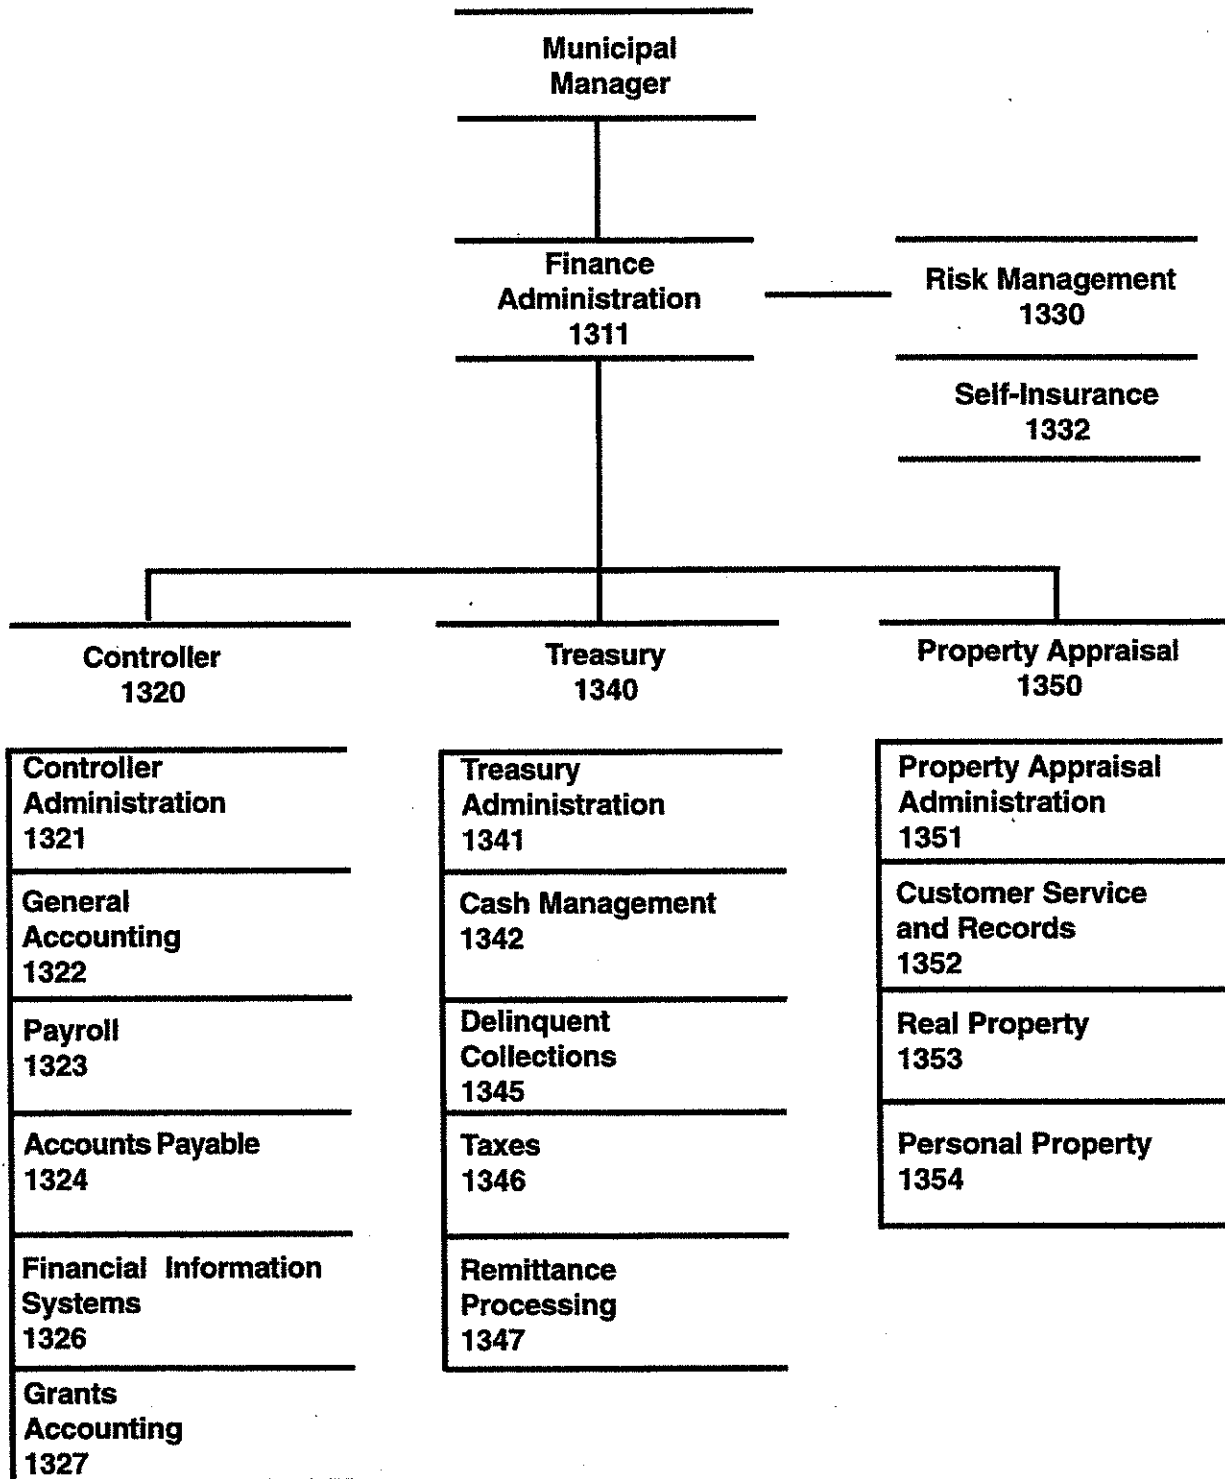 Municipal
Manager
Finance
Administration
1311
Risk Management
1330
Self-Insurance
1332
Controller
1320
Treasury
1340
Property Appraisal
1350
Controller
Administration
1321
General
Accounting
1322
Payroll
1323
Accounts Payable
1324
Financial Information
Systems
1326
Grants
Accounting
1327
Treasury
Administration
1341
Cash Management
1342
Delinquent
Collections
1345
Taxes
1346
Remittance
Processing
1347
Property Appraisal
Administration
1351
Customer Service
and Records
1352
Real Property
1353
Personal Property
1354